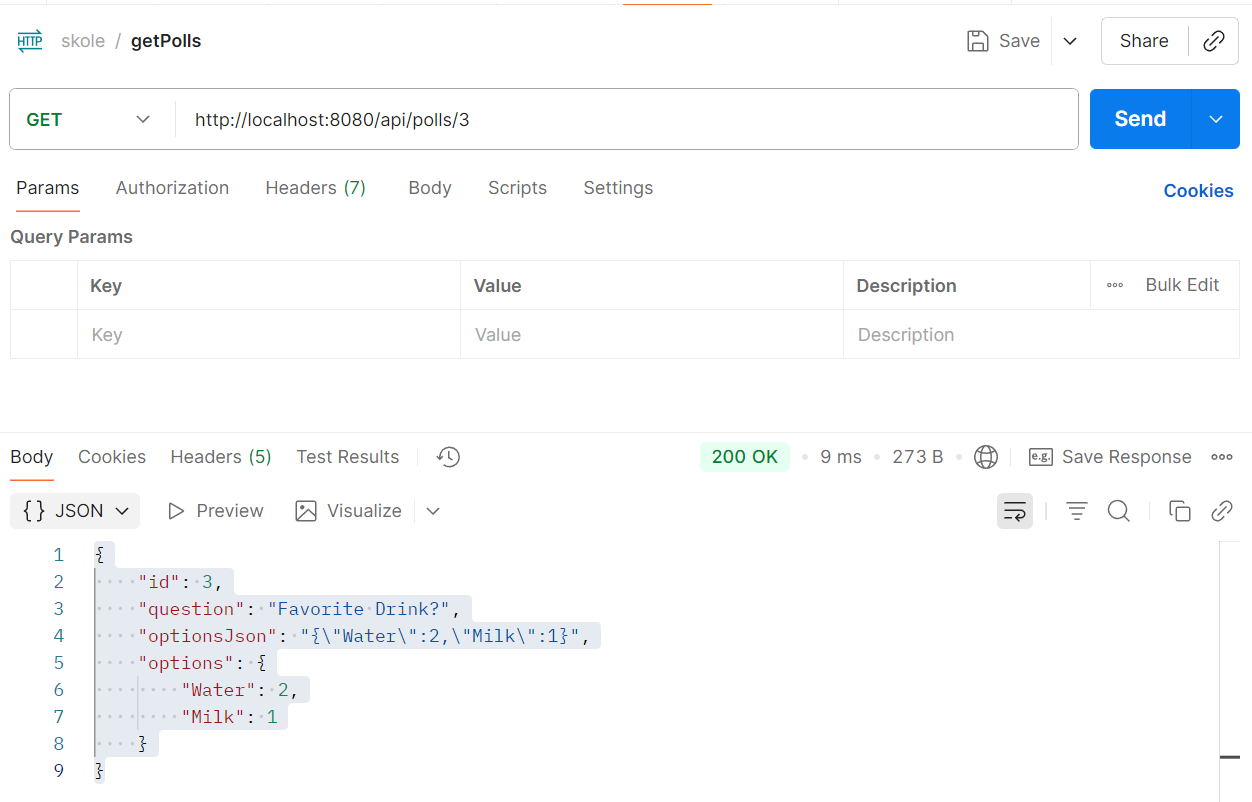 HTTP skole / getPolls Save Share
GET http://localhost:8080/api/polls/3 Send
Params Authorization Headers (7) Body Scripts Settings Cookies
Query Params
Key Value Description Bulk Edit
Key Value Description
Body Cookies Headers (5) Test Results 200 OK 9 ms 273 B e.g. Save Response
{} JSON Preview Visualize
1 {
2 "id": 3,
3 "question": "Favorite Drink?",
4 "optionsJson": "{\"Water\":2,\"Milk\":1}",
5 "options": {
6 "Water": 2,
7 "Milk": 1
8 }
9 }